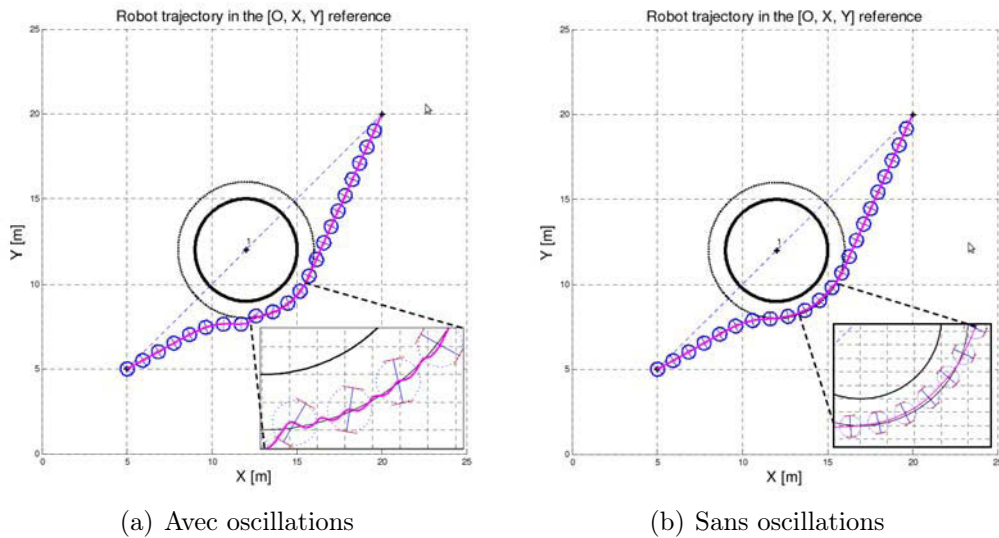 Robot trajectory in the [O, X, Y] reference
25
20
15
10
5
0
Y [m]
1
0 5 10 15 20 25
X [m]
(a) Avec oscillations
Robot trajectory in the [O, X, Y] reference
25
20
15
10
5
0
Y [m]
1
0 5 10 15 20 25
X [m]
(b) Sans oscillations